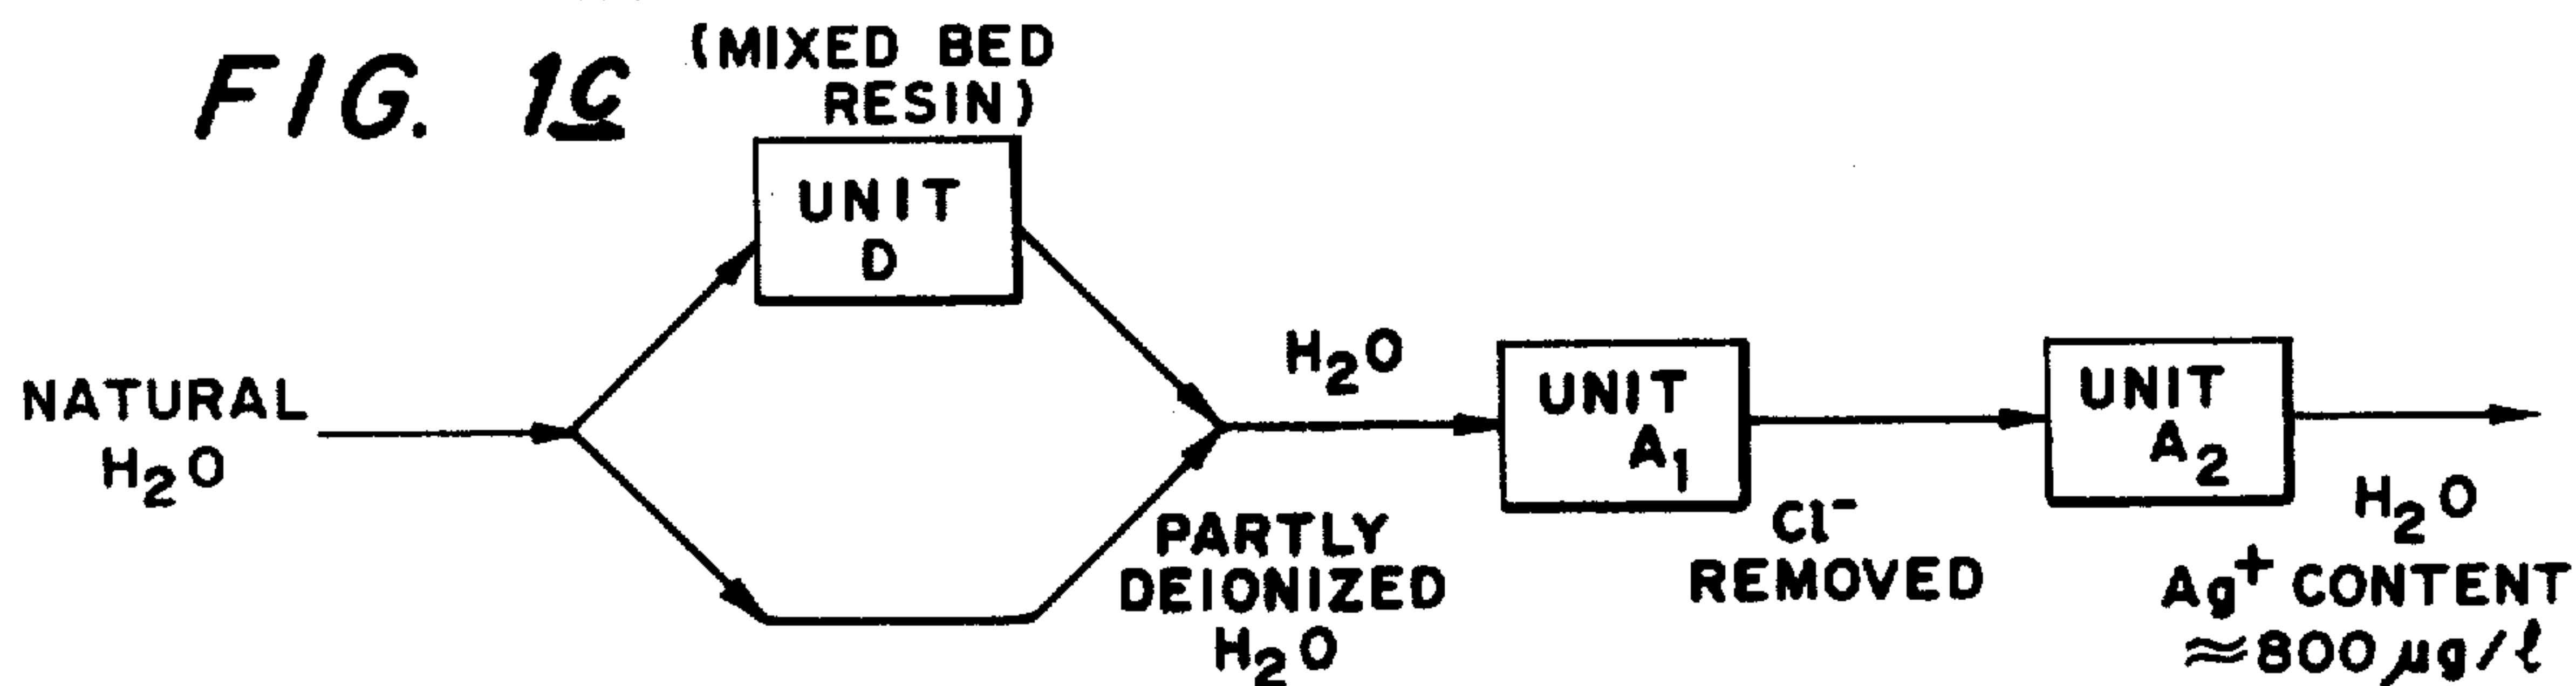 FIG. 1c
(MIXED BED
RESIN)
UNIT
D
NATURAL
H₂O
H₂O
PARTLY
DEIONIZED
H₂O
UNIT
A₁
Cl⁻
REMOVED
UNIT
A₂
H₂O
Ag⁺ CONTENT
≈800 µg/ℓ